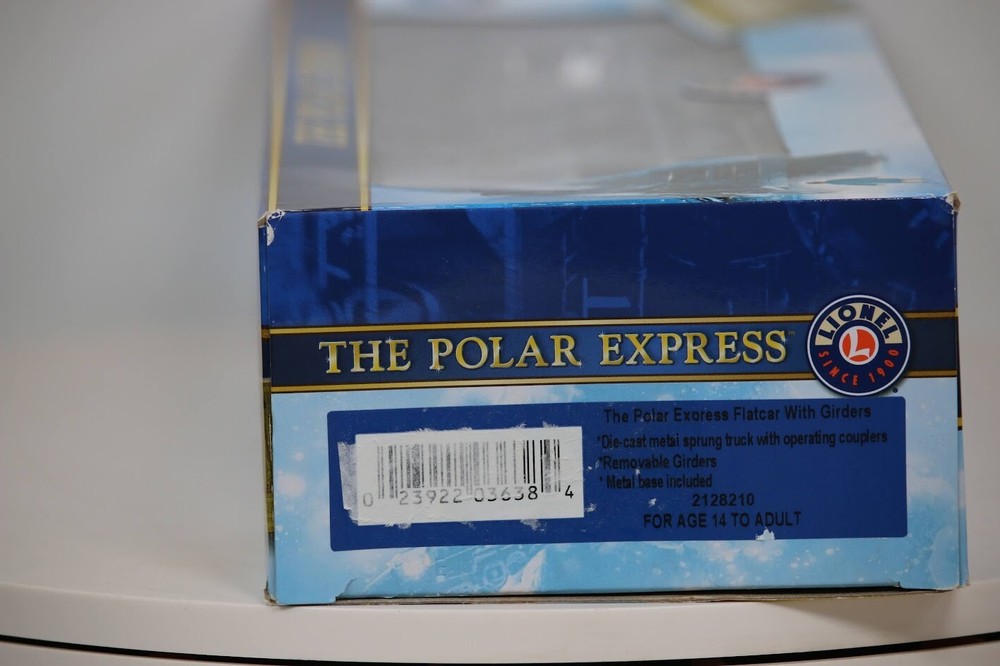 THE POLAR EXPRESS™
LIONEL
SINCE 1900
The Polar Exoress Flatcar With Girders
*Die-cast metal sprung truck with operating couplers
*Removable Girders
* Metal base included
2128210
FOR AGE 14 TO ADULT
0 23922 03638 4